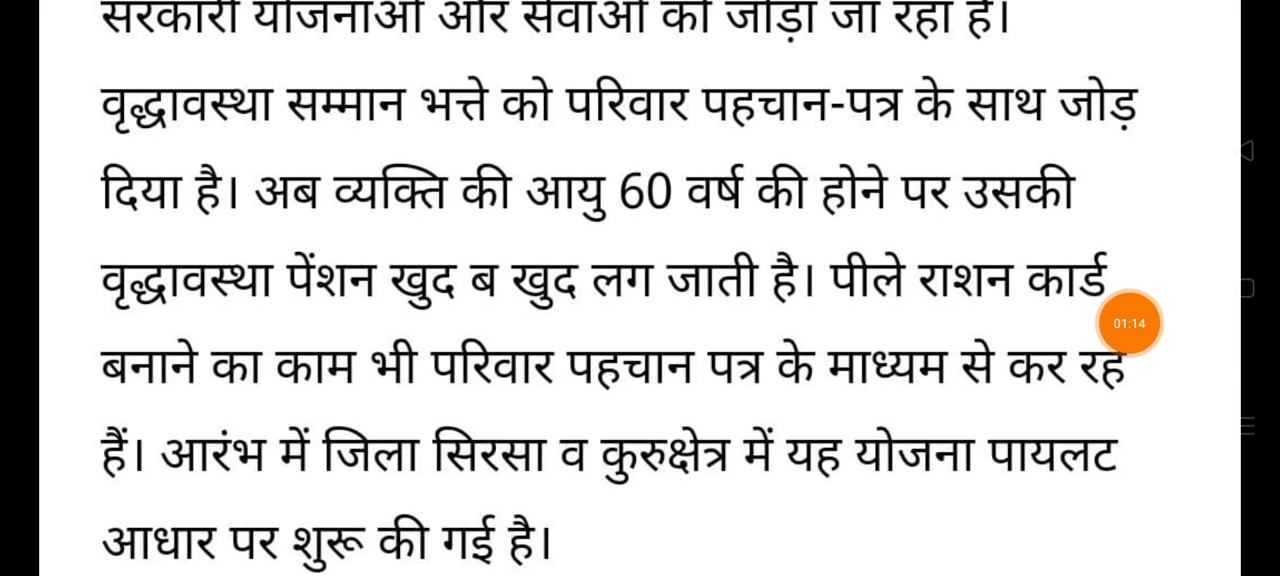 सरकारी योजनाओं और सेवाओं को जोड़ा जा रहा है।
वृद्धावस्था सम्मान भत्ते को परिवार पहचान-पत्र के साथ जोड़
दिया है। अब व्यक्ति की आयु 60 वर्ष की होने पर उसकी
वृद्धावस्था पेंशन खुद ब खुद लग जाती है। पीले राशन कार्ड
बनाने का काम भी परिवार पहचान पत्र के माध्यम से कर रहे
हैं। आरंभ में जिला सिरसा व कुरुक्षेत्र में यह योजना पायलट
आधार पर शुरू की गई है।
01:14